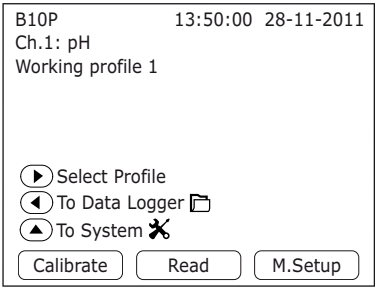 B10P 13:50:00 28-11-2011
Ch.1: pH
Working profile 1
Select Profile
To Data Logger
To System
Calibrate Read M.Setup